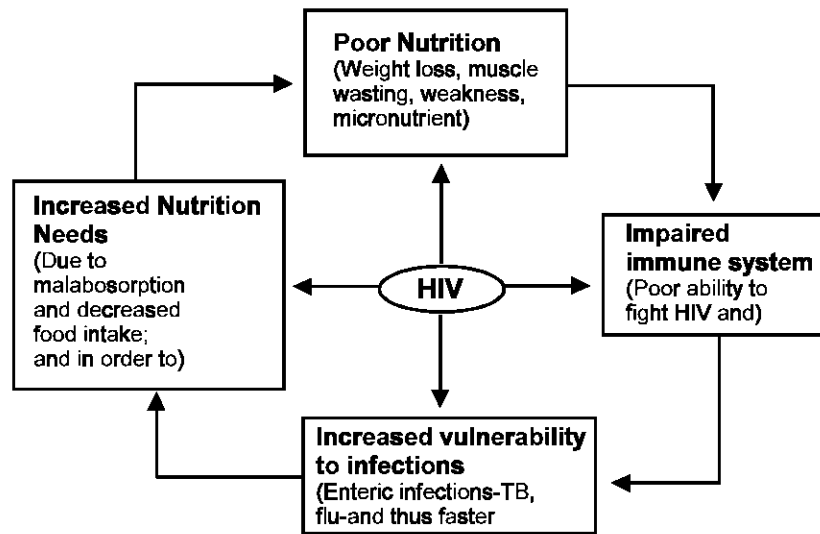 Poor Nutrition
(Weight loss, muscle
wasting, weakness,
micronutrient)
Increased Nutrition
Needs
(Due to
malabosorption
and decreased
food intake;
and in order to)
HIV
Impaired
immune system
(Poor ability to
fight HIV and)
Increased vulnerability
to infections
(Enteric infections-TB,
flu-and thus faster